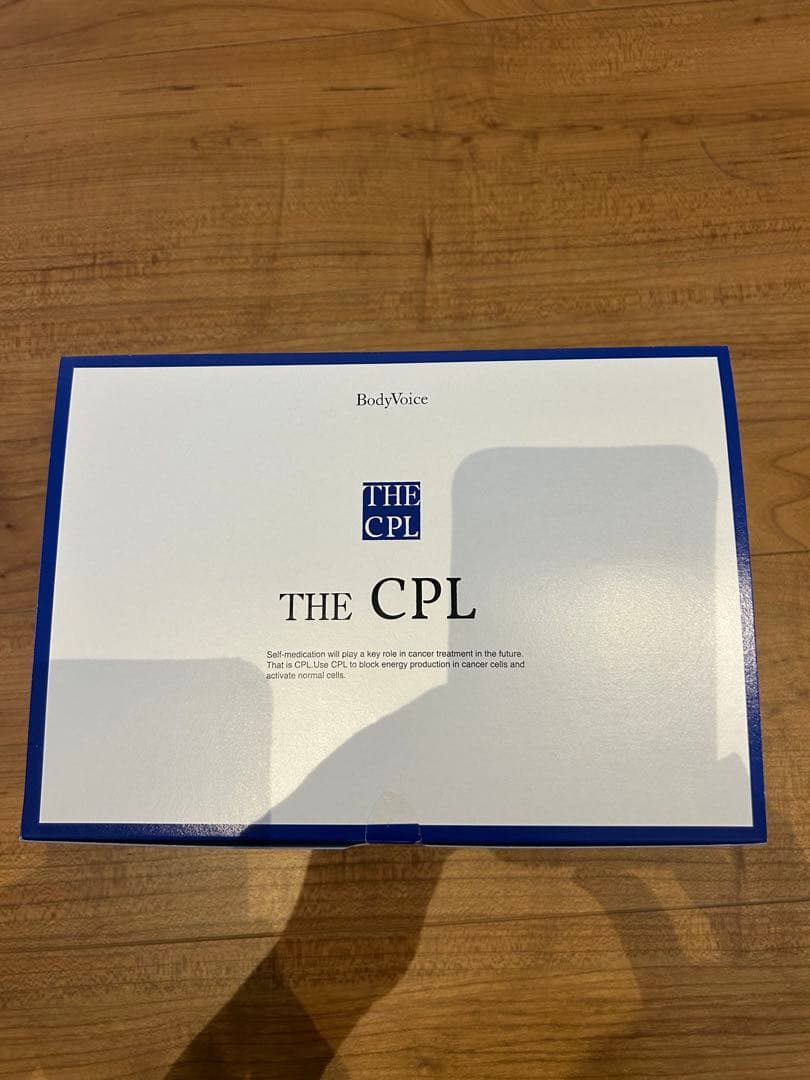 BodyVoice
THE
CPL
THE CPL
Self-medication will play a key role in cancer treatment in the future.
That is CPL.Use CPL to block energy production in cancer cells and
activate normal cells.